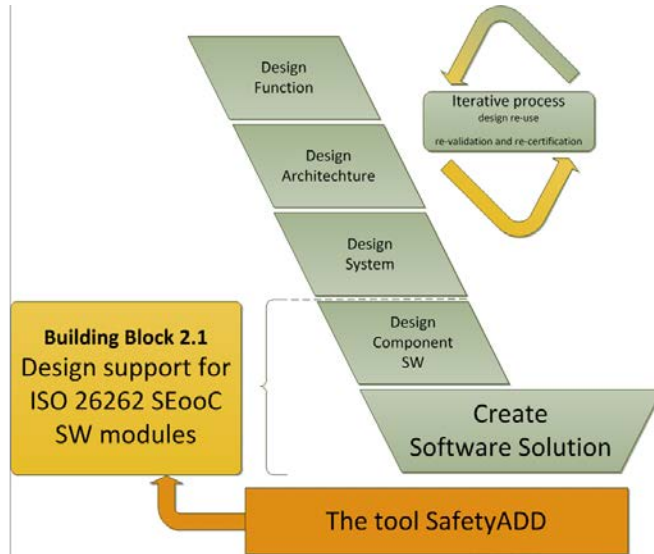 Design
Function
Iterative process
design re-use
re-validation and re-certification
Design
Architechture
Design
System
Design
Component
SW
Building Block 2.1
Design support for
ISO 26262 SEooC
SW modules
Create
Software Solution
The tool SafetyADD